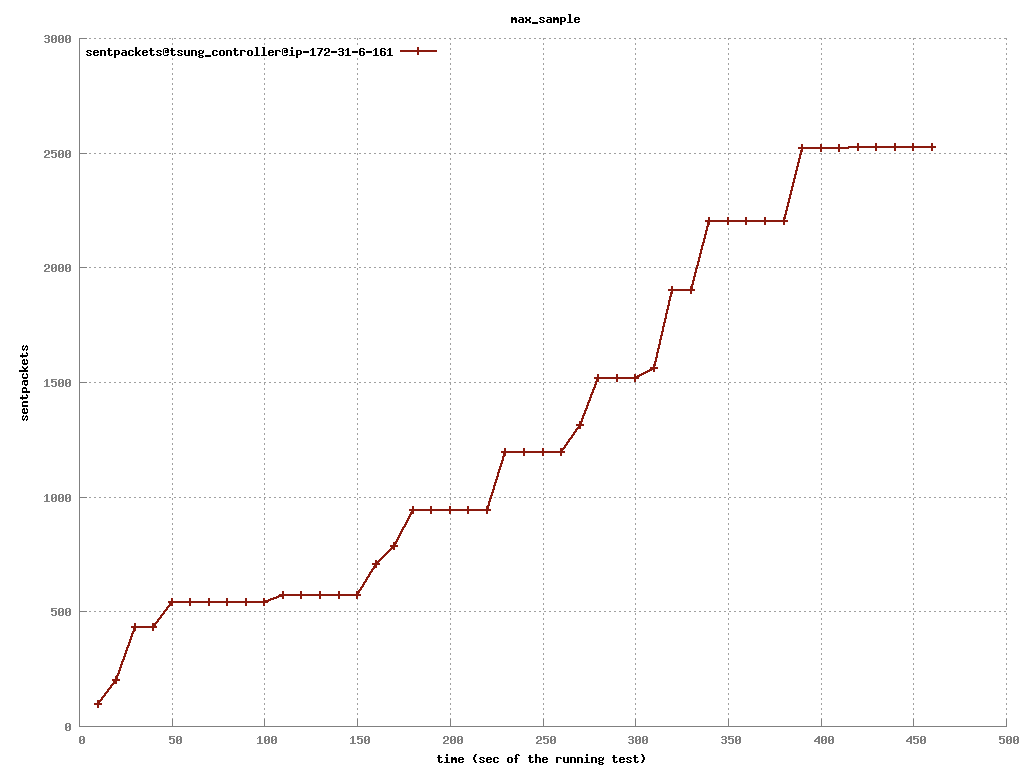 max_sample
sentpackets@tsung_controller@ip-172-31-6-161
3000
2500
2000
1500
1000
500
0
sentpackets
0 50 100 150 200 250 300 350 400 450 500
time (sec of the running test)